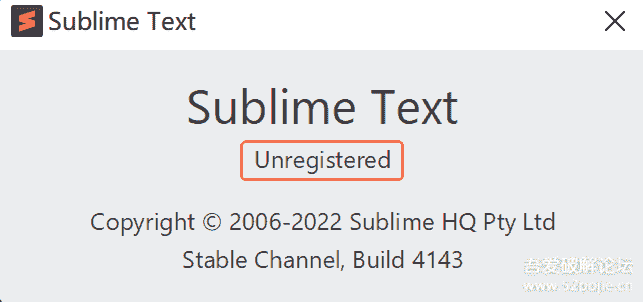 Sublime Text
Sublime Text
Unregistered
Copyright © 2006-2022 Sublime HQ Pty Ltd
Stable Channel, Build 4143
吾爱破解论坛
www.52pojie.cn